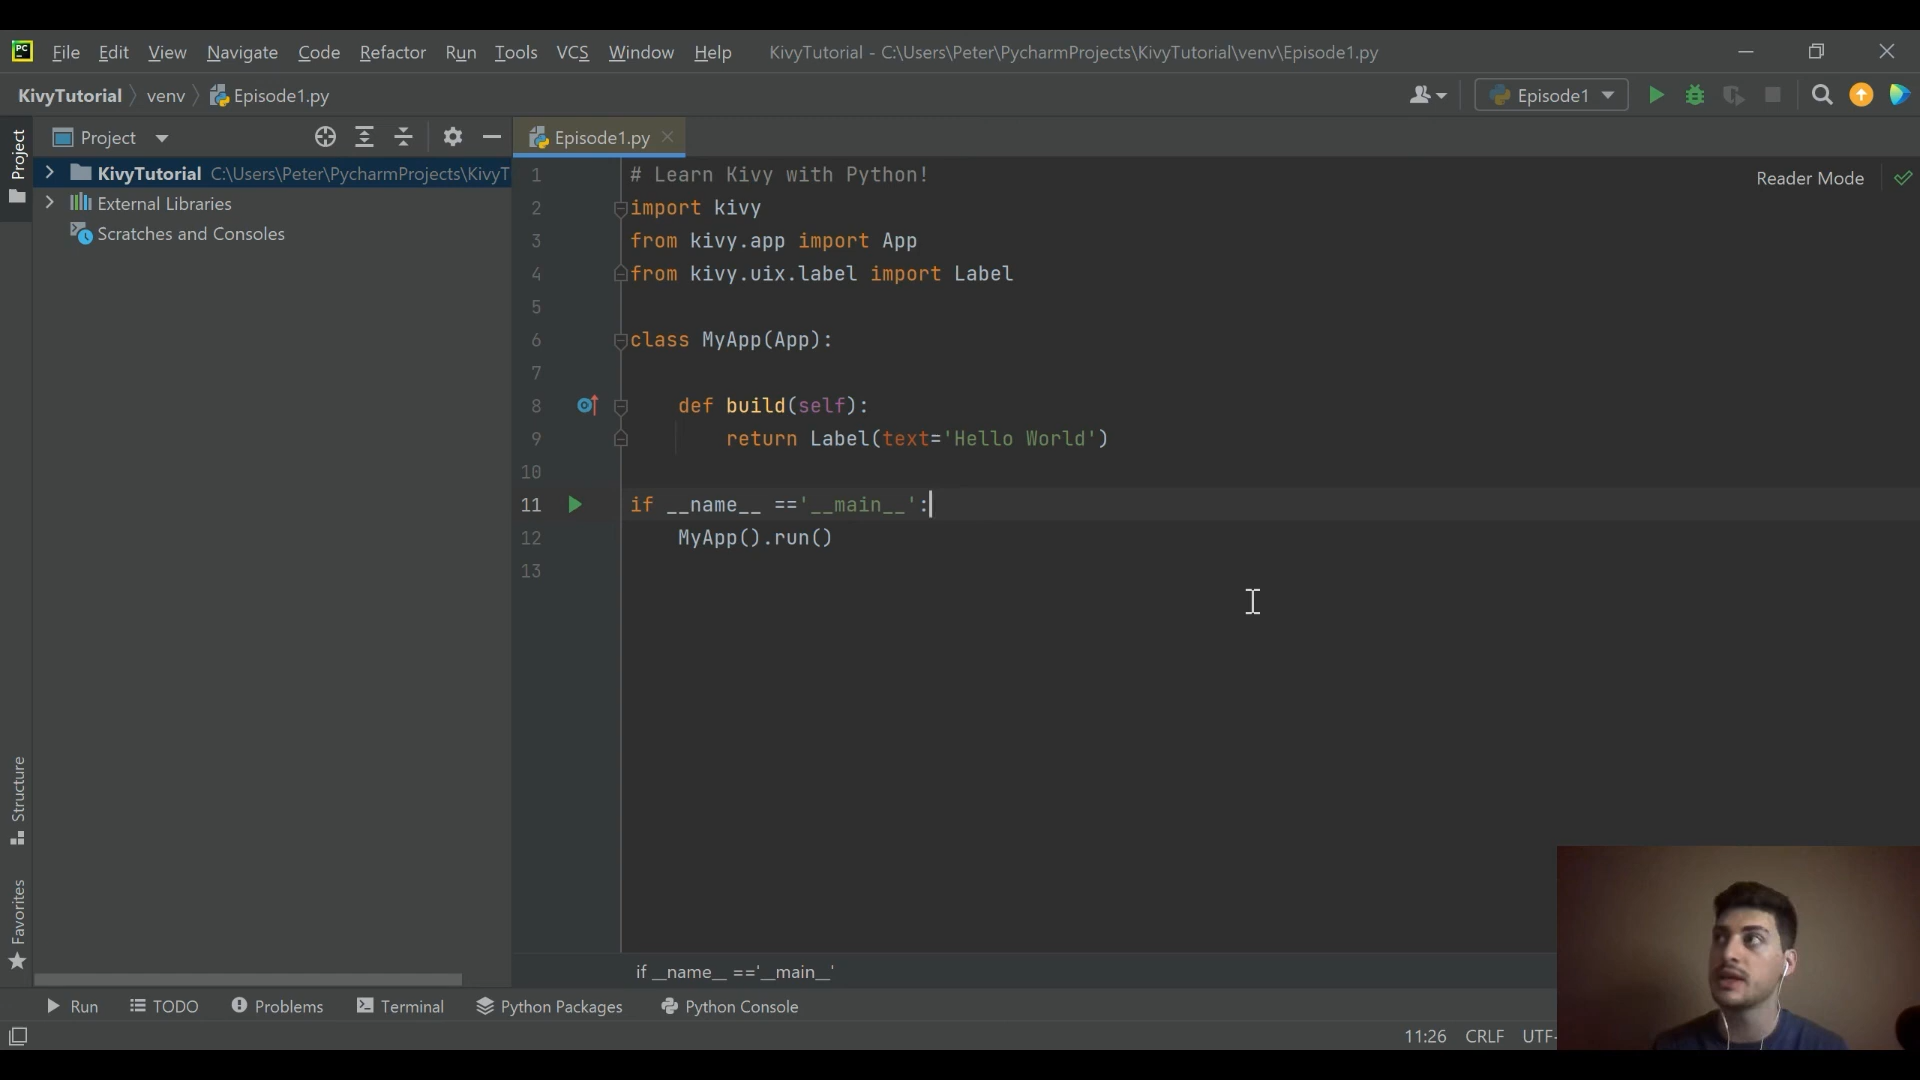 PC File Edit View Navigate Code Refactor Run Tools VCS Window Help KivyTutorial - C:\Users\Peter\PycharmProjects\KivyTutorial\venv\Episode1.py
KivyTutorial venv Episode1.py Episode1
Project
Project Episode1.py
KivyTutorial C:\Users\Peter\PycharmProjects\KivyT
External Libraries
Scratches and Consoles
Reader Mode
1 # Learn Kivy with Python!
2 import kivy
3 from kivy.app import App
4 from kivy.uix.label import Label
5
6 class MyApp(App):
7
8 def build(self):
9 return Label(text='Hello World')
10
11 if __name__ =='__main__':
12 MyApp().run()
13
Structure
Favorites
if __name__ =='__main__'
Run TODO Problems Terminal Python Packages Python Console
11:26 CRLF UTF-